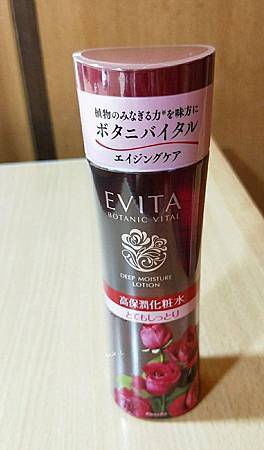 植物のみなぎる力*を味方に
ボタニバイタル
エイジングケア
EVITA
BOTANIC VITAL
DEEP MOISTURE
LOTION
高保潤化粧水
とてもしっとり
Kanebo